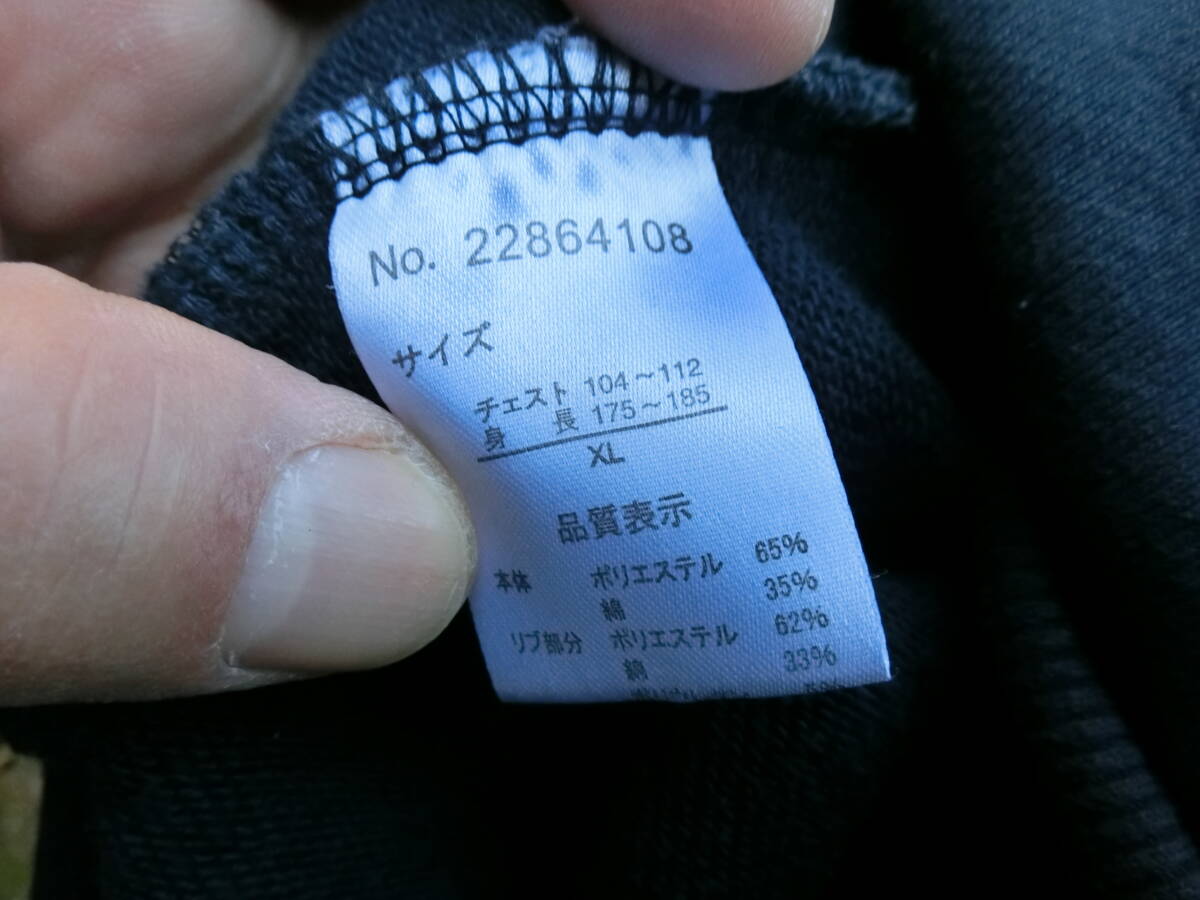 No. 22864108
サイズ
チェスト 104～112
身 長 175～185
XL
品質表示
本体 ポリエステル 65%
綿 35%
リブ部分 ポリエステル 62%
綿 33%